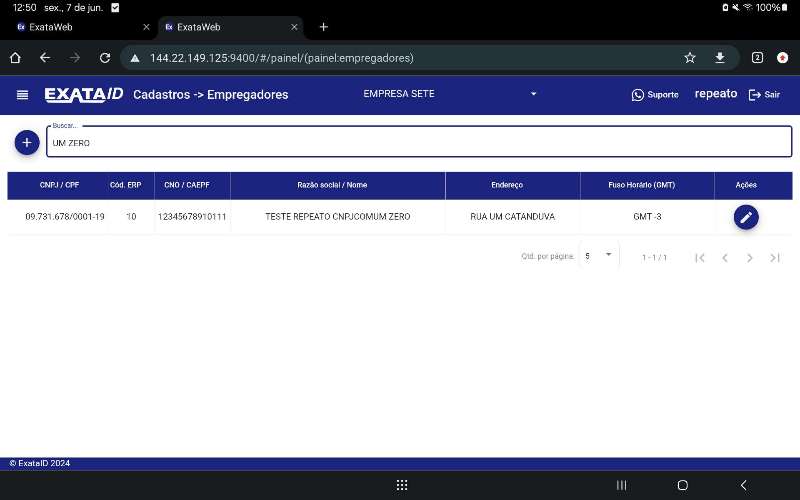 12:50 sex., 7 de jun. 100%
Ex ExataWeb
Ex ExataWeb
144.22.149.125:9400/#/painel/(painel:empregadores) 2
EXATAID Cadastros -> Empregadores EMPRESA SETE Suporte repeato Sair
Buscar...
UM ZERO
CNPJ / CPF Cód. ERP CNO / CAEPF Razão social / Nome Endereço Fuso Horário (GMT) Ações
09.731.678/0001-19 10 12345678910111 TESTE REPEATO CNPJCOMUM ZERO RUA UM CATANDUVA GMT -3
Qtd. por página: 5 1 - 1 / 1
© ExataID 2024